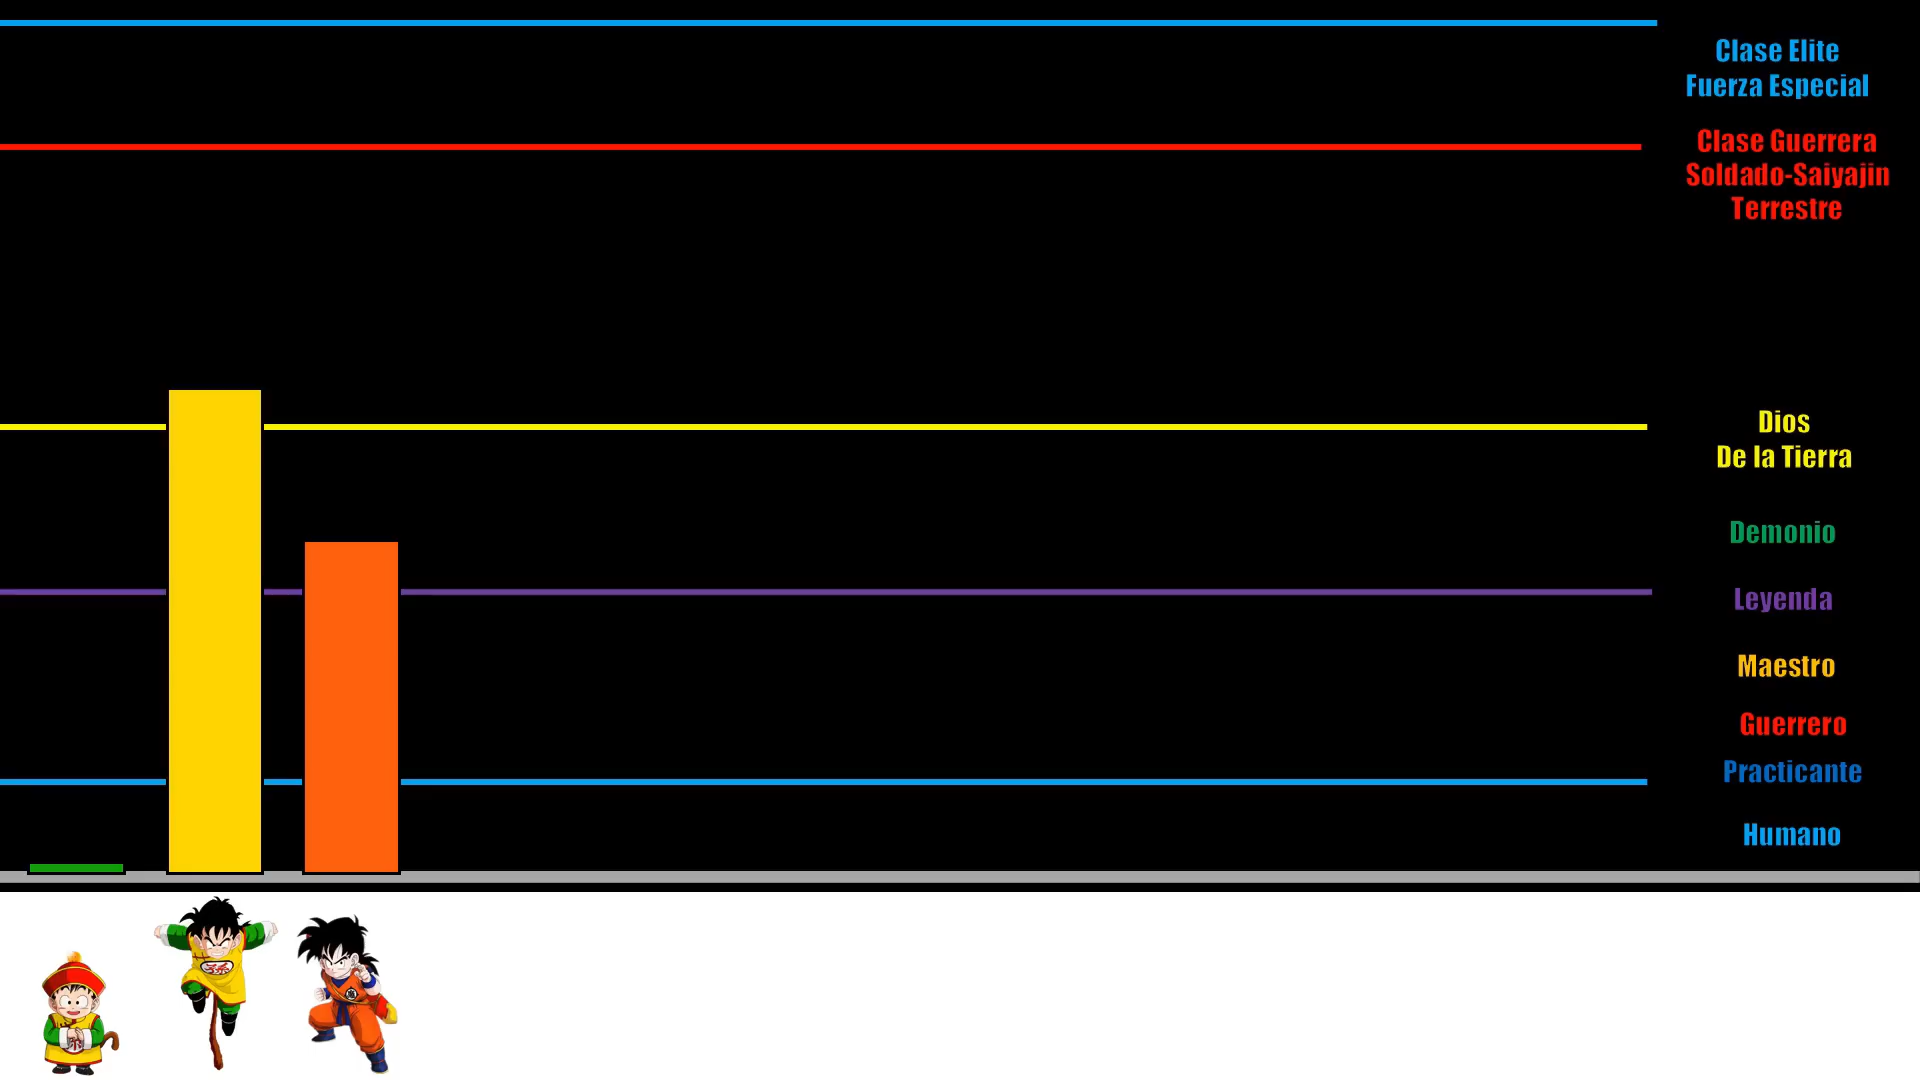 Clase Elite
Fuerza Especial
Clase Guerrera
Soldado-Saiyajin
Terrestre
Dios
De la Tierra
Demonio
Leyenda
Maestro
Guerrero
Practicante
Humano